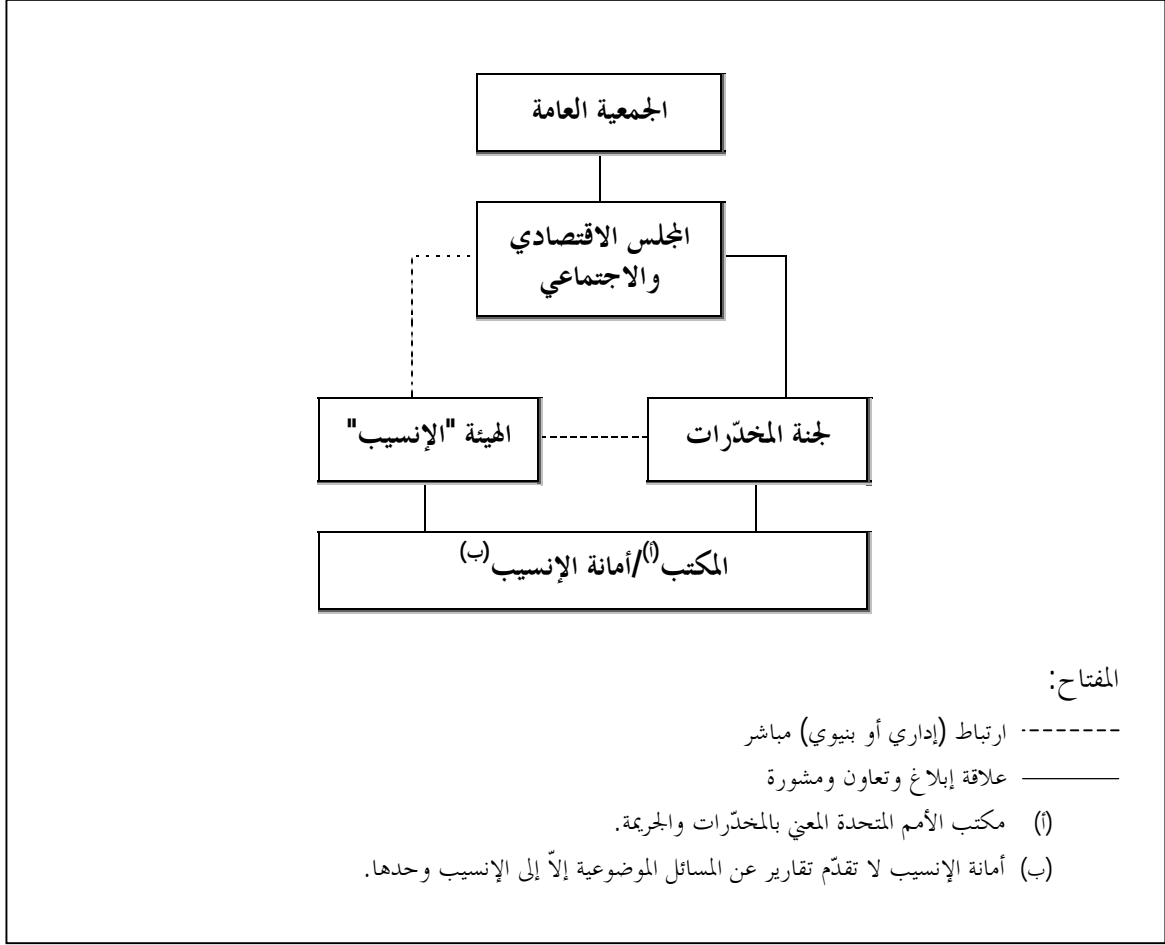 الجمعية العامة
المجلس الاقتصادي
والاجتماعي
الهيئة "الإنسيب"
لجنة المخدّرات
المكتب(أ)/أمانة الإنسيب(ب)
المفتاح:
ارتباط (إداري أو بنيوي) مباشر
علاقة إبلاغ وتعاون ومشورة
(أ) مكتب الأمم المتحدة المعني بالمخدّرات والجريمة.
(ب) أمانة الإنسيب لا تقدّم تقارير عن المسائل الموضوعية إلاّ إلى الإنسيب وحدها.